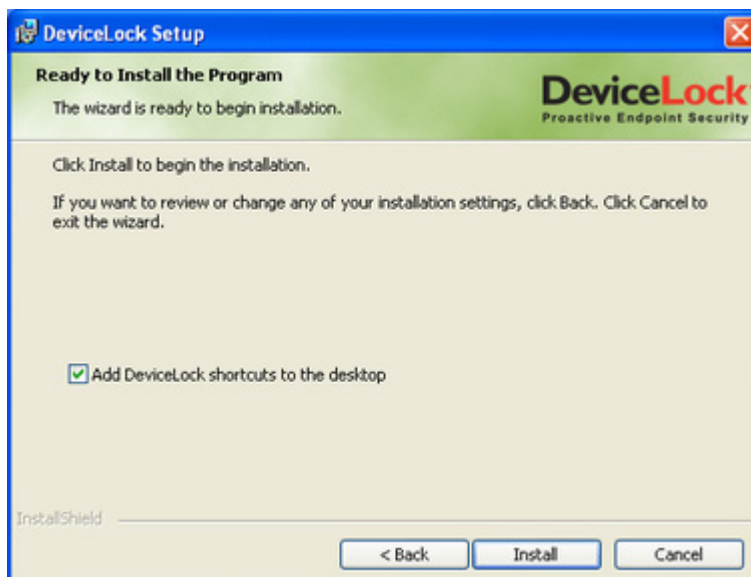 DeviceLock Setup
Ready to Install the Program
The wizard is ready to begin installation.
DeviceLock
Proactive Endpoint Security
Click Install to begin the installation.
If you want to review or change any of your installation settings, click Back. Click Cancel to
exit the wizard.
Add DeviceLock shortcuts to the desktop
InstallShield
< Back
Install
Cancel